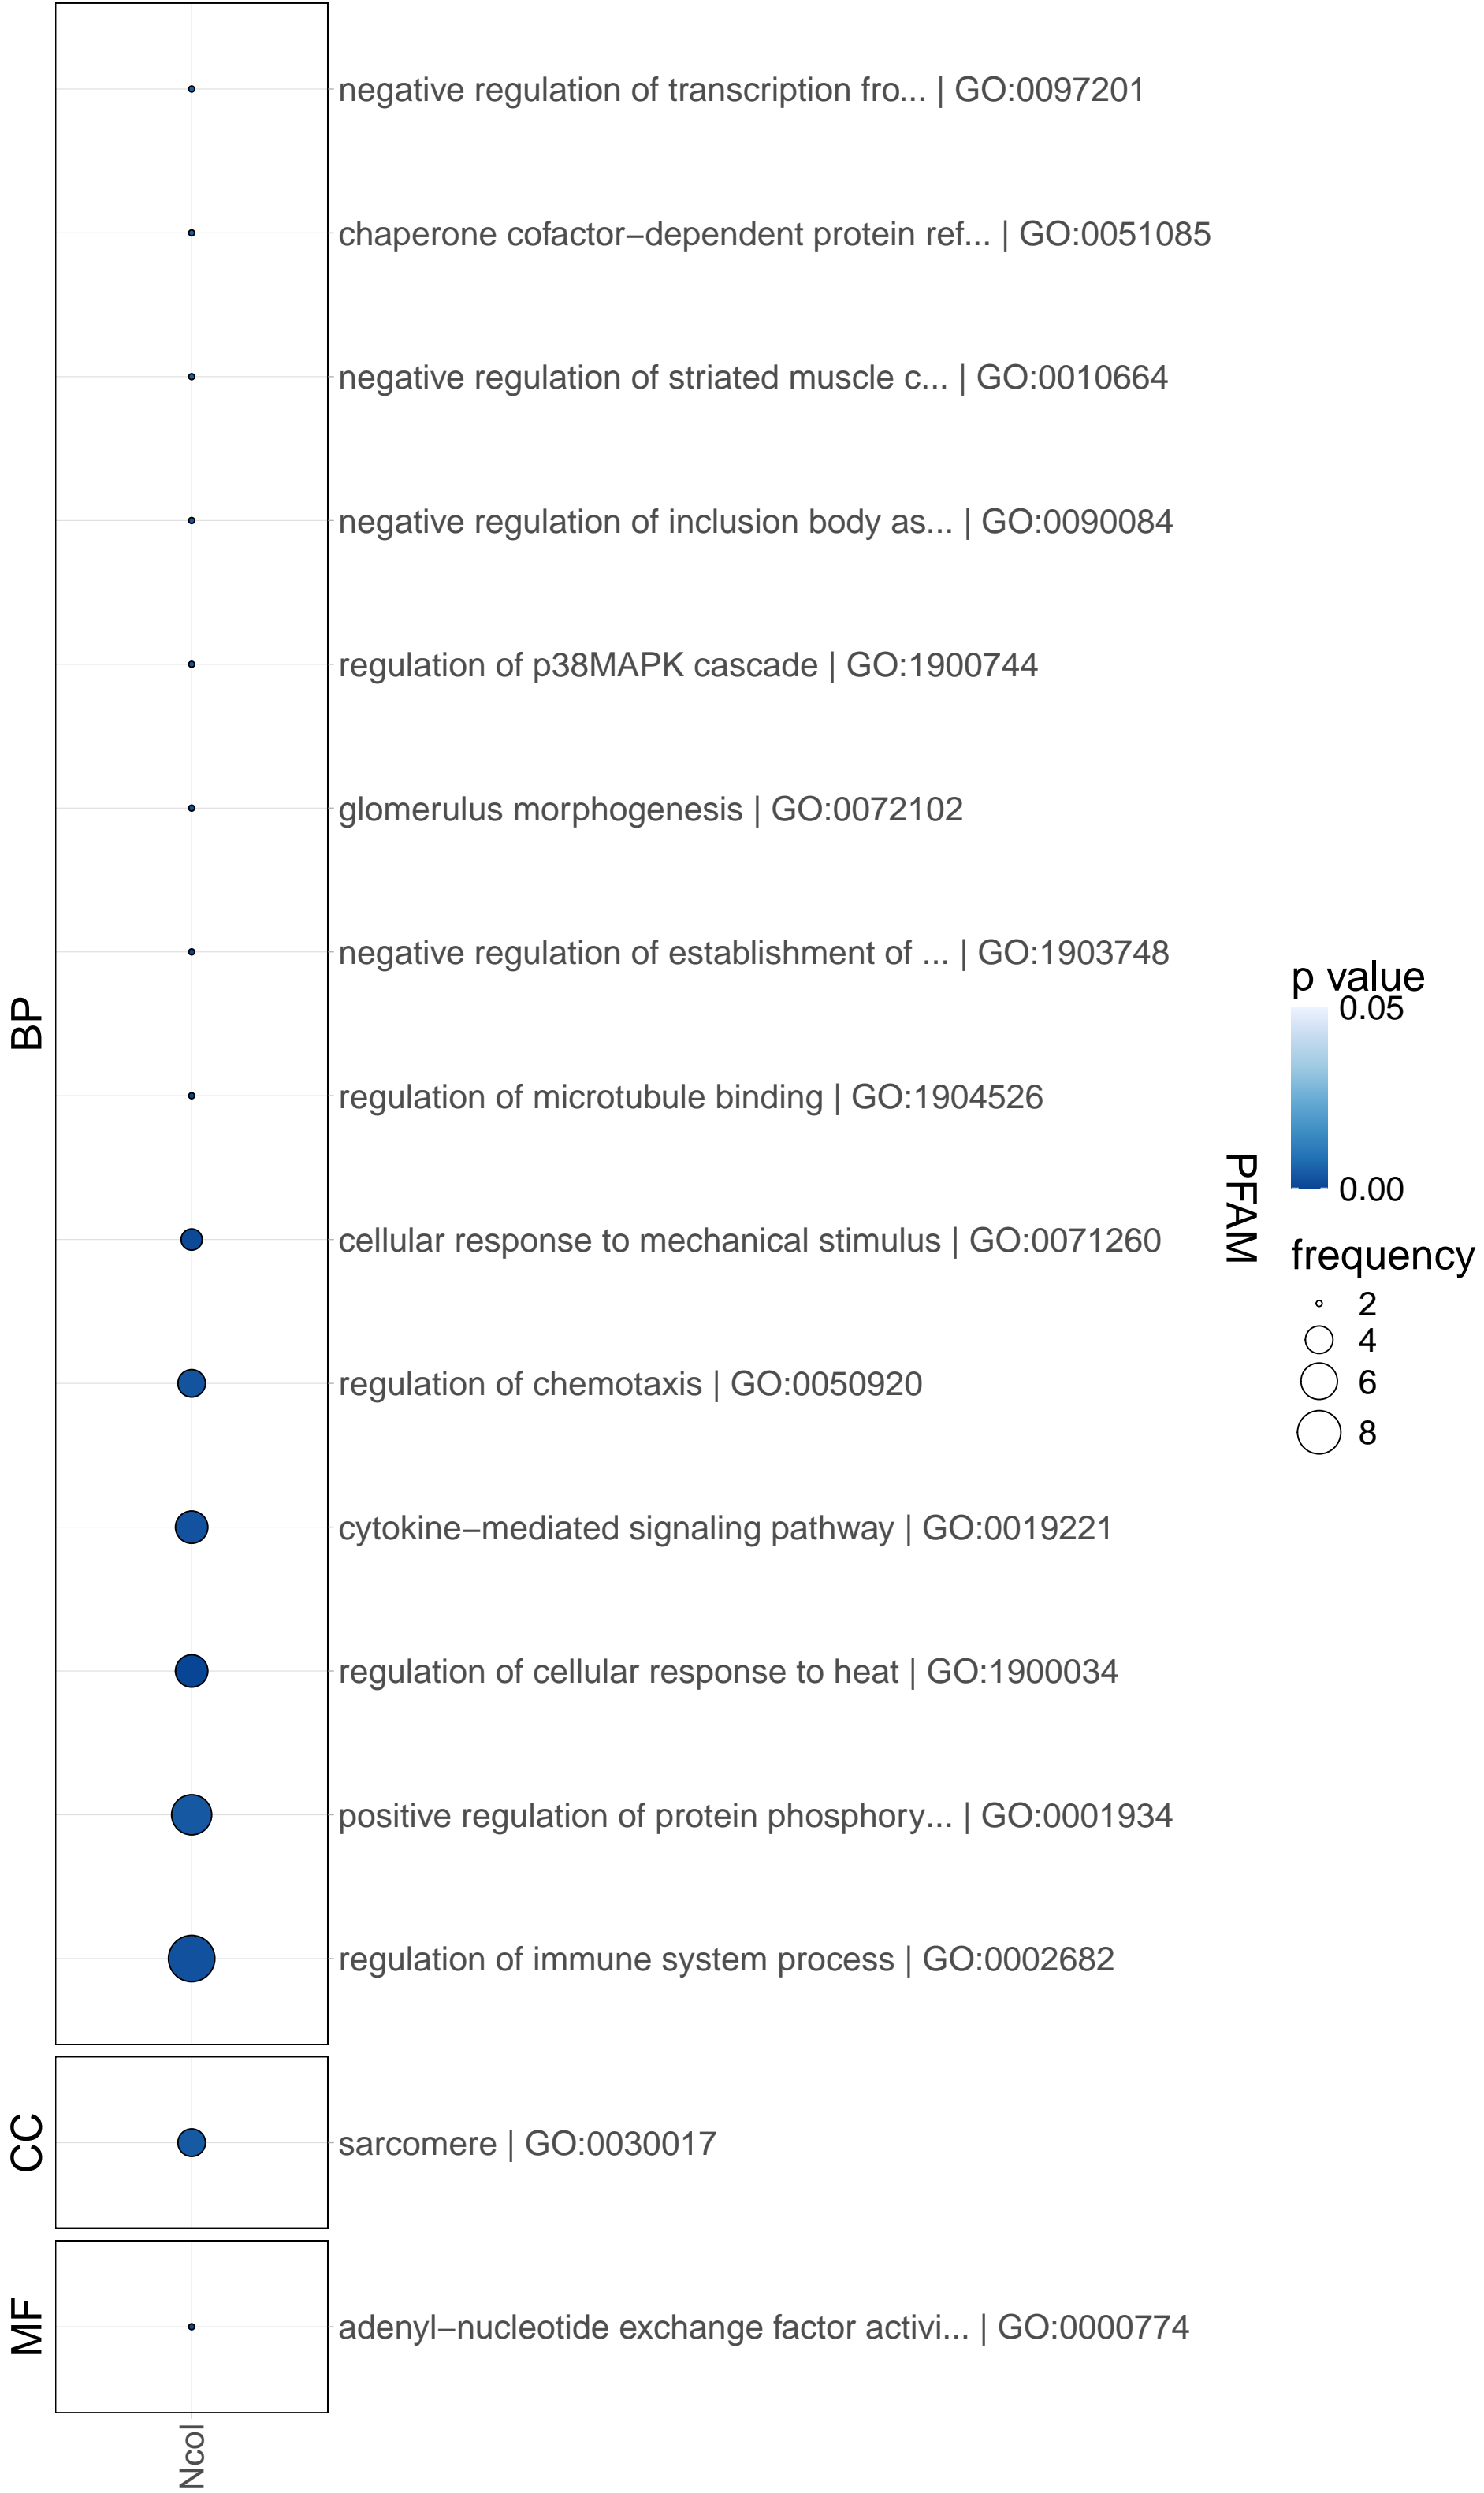 BP
negative regulation of transcription fro... | GO:0097201
chaperone cofactor−dependent protein ref... | GO:0051085
negative regulation of striated muscle c... | GO:0010664
negative regulation of inclusion body as... | GO:0090084
regulation of p38MAPK cascade | GO:1900744
glomerulus morphogenesis | GO:0072102
negative regulation of establishment of ... | GO:1903748
regulation of microtubule binding | GO:1904526
cellular response to mechanical stimulus | GO:0071260
regulation of chemotaxis | GO:0050920
cytokine−mediated signaling pathway | GO:0019221
regulation of cellular response to heat | GO:1900034
positive regulation of protein phosphory... | GO:0001934
regulation of immune system process | GO:0002682
CC
sarcomere | GO:0030017
MF
adenyl−nucleotide exchange factor activi... | GO:0000774
Ncol
PFAM
p value
0.05
0.00
frequency
2
4
6
8